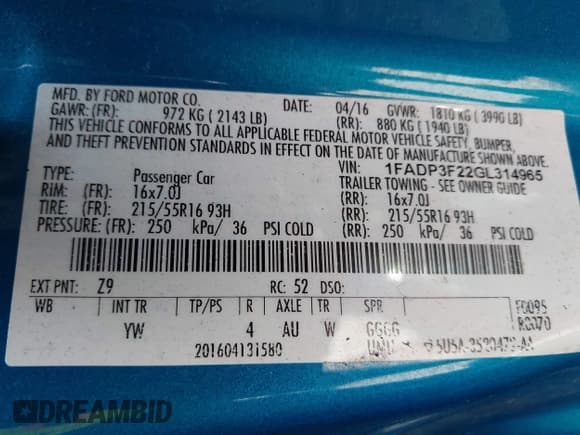 MFD. BY FORD MOTOR CO.
DATE: 04/16 GVWR: 1810 KG ( 3990 LB)
GAWR: (FR): 972 KG ( 2143 LB) (RR): 880 KG ( 1940 LB)
THIS VEHICLE CONFORMS TO ALL APPLICABLE FEDERAL MOTOR VEHICLE SAFETY, BUMPER,
AND THEFT PREVENTION STANDARDS IN EFFECT ON THE DATE OF MANUFACTURE SHOWN ABOVE.
VIN: 1FADP3F22GL314965
TYPE: Passenger Car TRAILER TOWING - SEE OWNER GUIDE
RIM: (FR): 16x7.0J (RR): 16x7.0J
TIRE: (FR): 215/55R16 93H (RR): 215/55R16 93H
PRESSURE: (FR): 250 kPa/ 36 PSI COLD (RR): 250 kPa/ 36 PSI COLD
EXT PNT: Z9 RC: 52 DSO:
WB INT TR TP/PS R AXLE TR SPR F0095
YW 4 AU W GGGG R8070
201604131580 UMU
DREAMBID